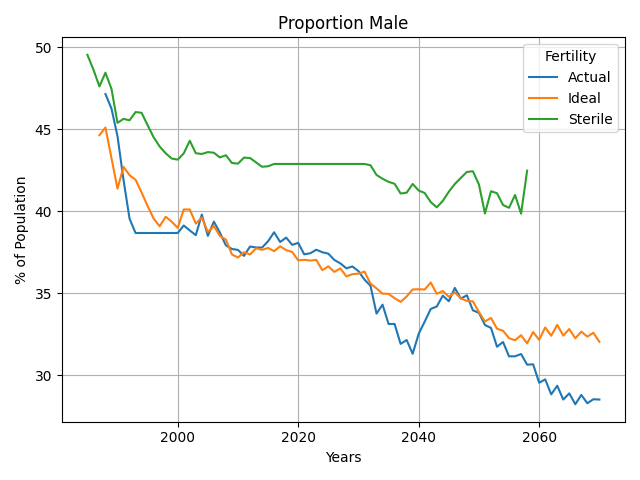 Proportion Male
% of Population
50
45
40
35
30
Fertility
Actual
Ideal
Sterile
2000
2020
2040
2060
Years